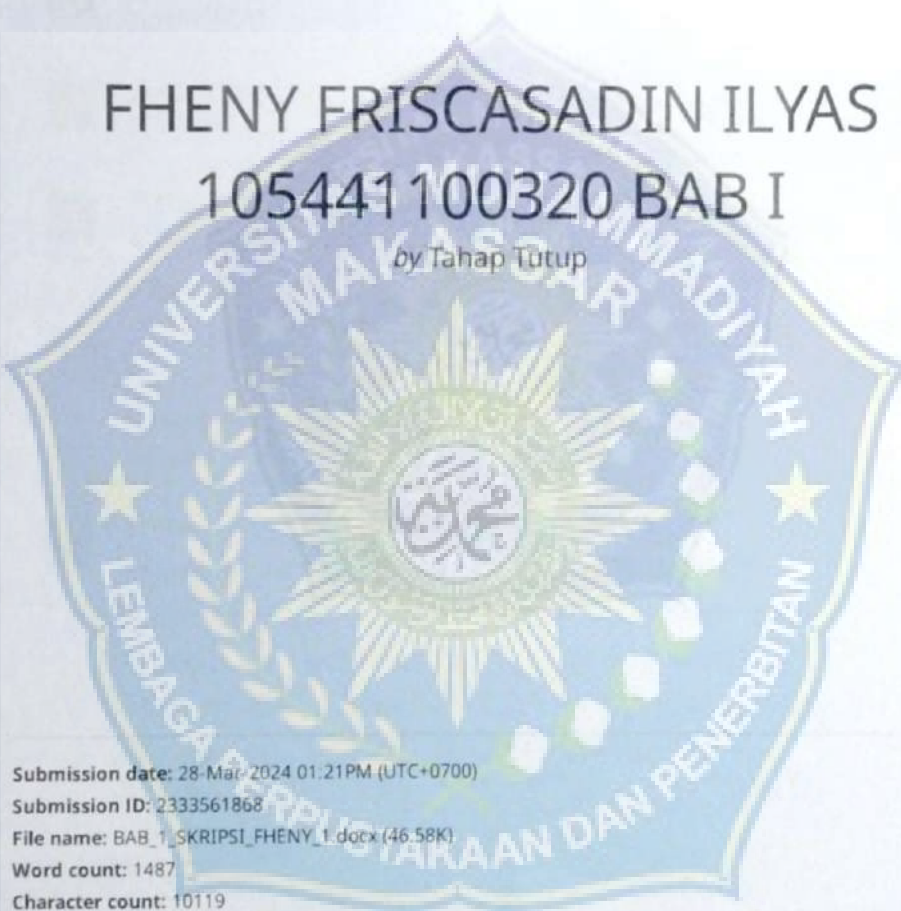 FHENY FRISCASADIN ILYAS
105441100320 BAB I
by Tahap Tutup
UNIVERSITAS MUHAMMADIYAH
MAKASSAR
LEMBAGA PERPUSTAKAAN DAN PENERBITAN
Submission date: 28-Mar-2024 01:21PM (UTC+0700)
Submission ID: 2333561868
File name: BAB_1_SKRIPSI_FHENY_1.docx (46.58K)
Word count: 1487
Character count: 10119